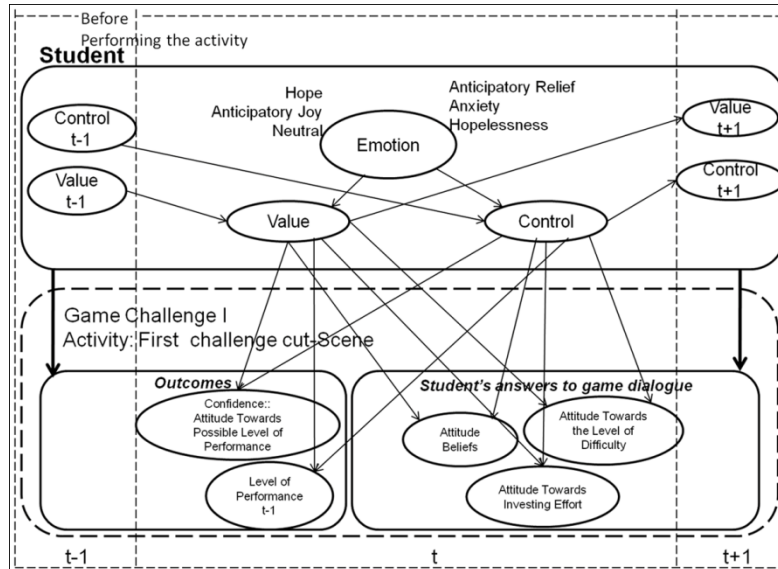 Before
Performing the activity
Student
Control
t-1
Value
t-1
Hope
Anticipatory Joy
Neutral
Emotion
Anticipatory Relief
Anxiety
Hopelessness
Value
t+1
Control
t+1
Value
Control
Game Challenge I
Activity: First challenge cut-Scene
Outcomes
Confidence::
Attitude Towards
Possible Level of
Performance
Level of
Performance
t-1
Student's answers to game dialogue
Attitude
Beliefs
Attitude Towards
the Level of
Difficulty
Attitude Towards
Investing Effort
t-1
t
t+1